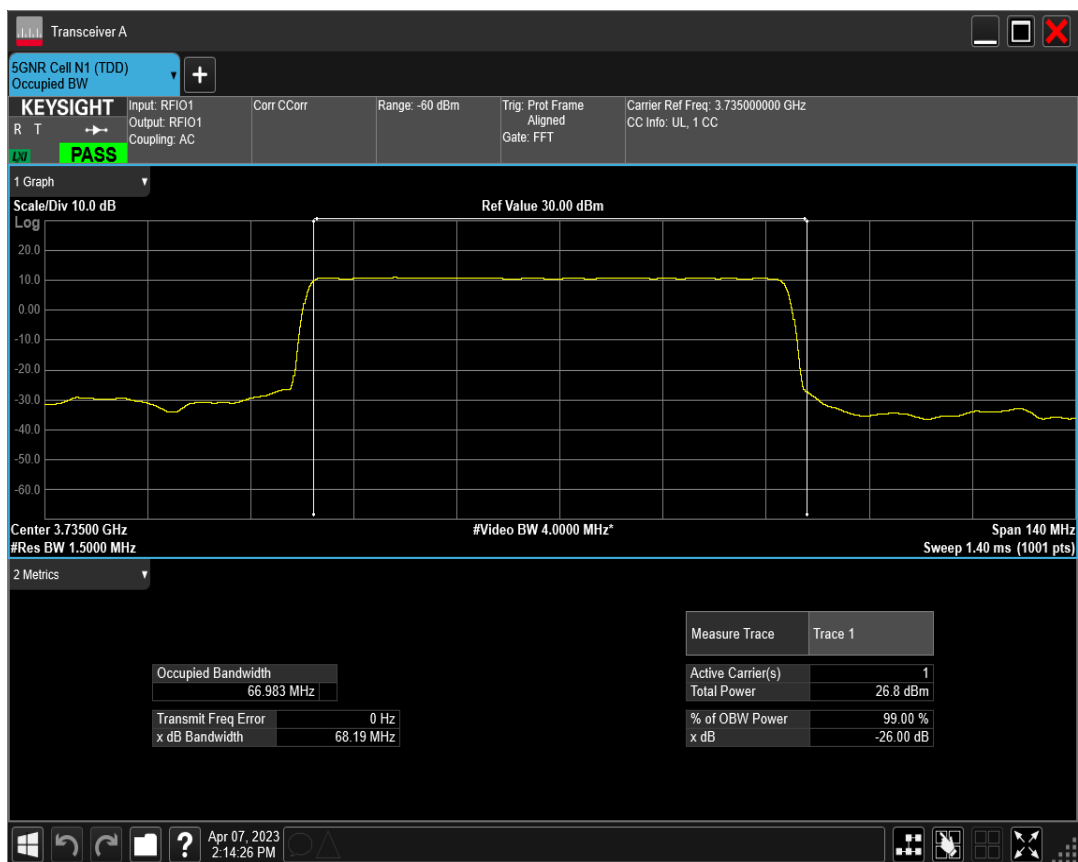 Transceiver A
5GNR Cell N1 (TDD)
Occupied BW
+
KEYSIGHT
R T
LXI
PASS
Input: RFIO1
Output: RFIO1
Coupling: AC
Corr CCorr
Range: -60 dBm
Trig: Prot Frame
Aligned
Gate: FFT
Carrier Ref Freq: 3.735000000 GHz
CC Info: UL, 1 CC
1 Graph
Scale/Div 10.0 dB
Ref Value 30.00 dBm
Log
20.0
10.0
0.00
-10.0
-20.0
-30.0
-40.0
-50.0
-60.0
Center 3.73500 GHz
#Video BW 4.0000 MHz*
Span 140 MHz
#Res BW 1.5000 MHz
Sweep 1.40 ms (1001 pts)
2 Metrics
Measure Trace Trace 1
Occupied Bandwidth
66.983 MHz
Active Carrier(s) 1
Total Power 26.8 dBm
Transmit Freq Error 0 Hz
x dB Bandwidth 68.19 MHz
% of OBW Power 99.00 %
x dB -26.00 dB
?
Apr 07, 2023
2:14:26 PM